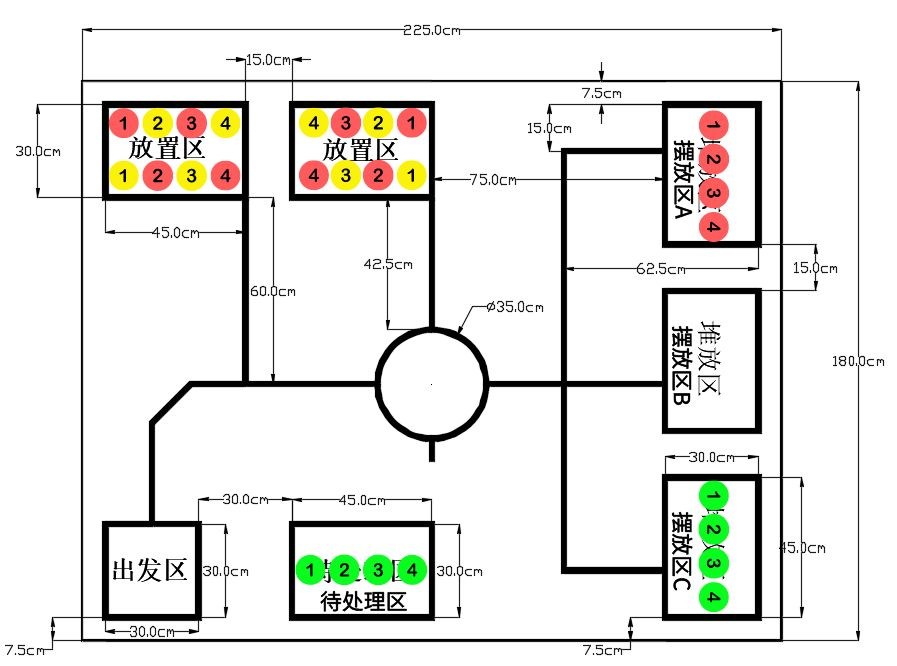 225.0cm
15.0cm
7.5cm
1 2 3 4
放置区
1 2 3 4
4 3 2 1
放置区
4 3 2 1
30.0cm
45.0cm
15.0cm
75.0cm
1
2
3
4
摆放区A
42.5cm
60.0cm
62.5cm
15.0cm
ø35.0cm
堆放区
摆放区B
180.0cm
30.0cm
1
2
3
4
摆放区C
45.0cm
30.0cm
45.0cm
出发区
30.0cm
1 2 3 4
待处理区
30.0cm
30.0cm
7.5cm
7.5cm